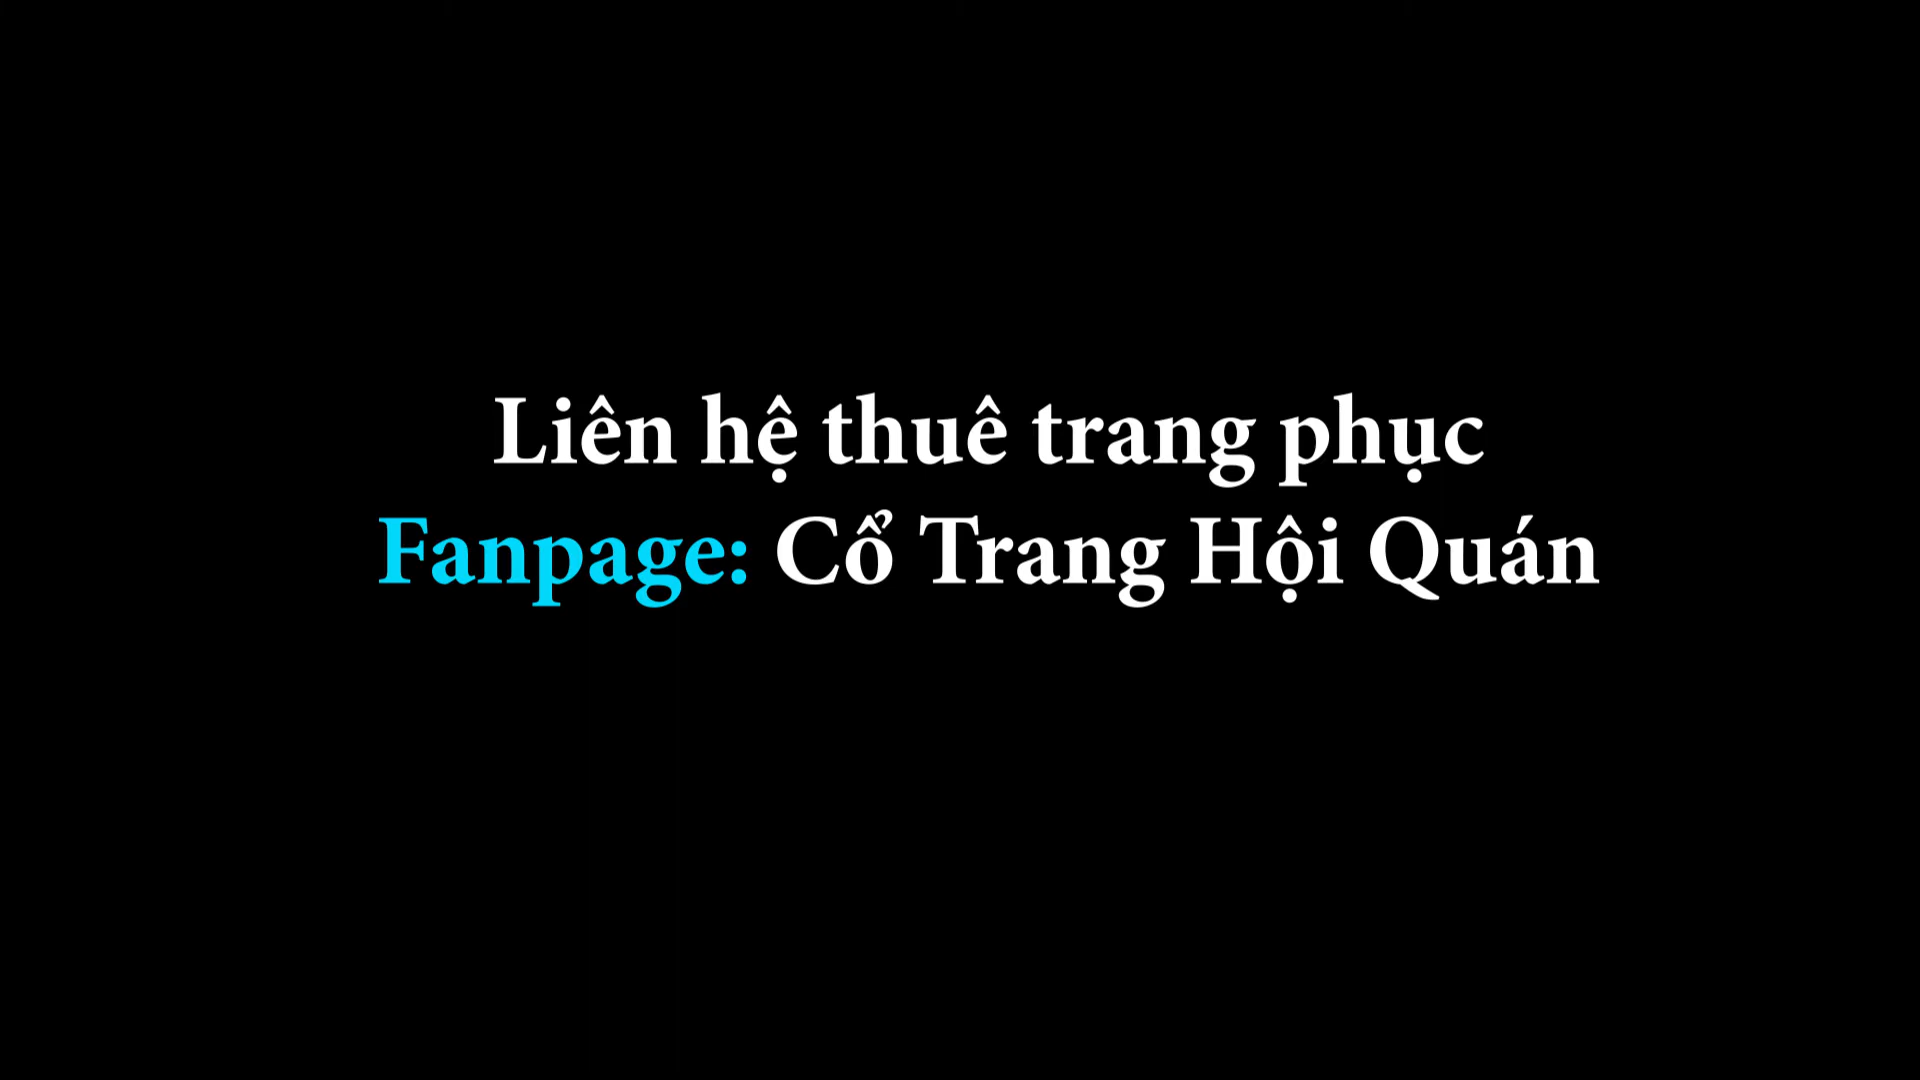 Liên hệ thuê trang phục
Fanpage: Cổ Trang Hội Quán